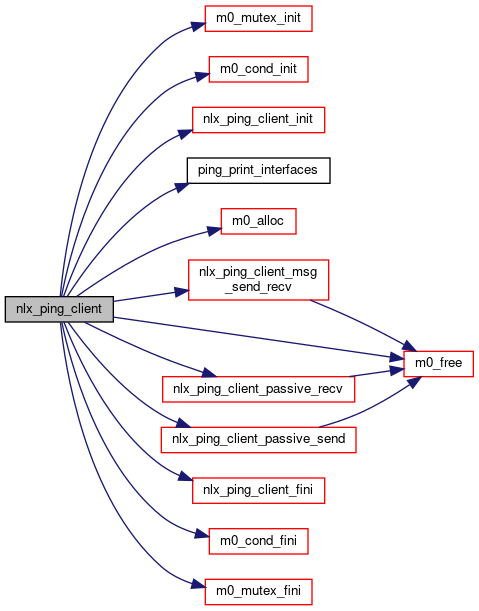 m0_mutex_init
m0_cond_init
nlx_ping_client_init
ping_print_interfaces
m0_alloc
nlx_ping_client_msg
_send_recv
nlx_ping_client
m0_free
nlx_ping_client_passive_recv
nlx_ping_client_passive_send
nlx_ping_client_fini
m0_cond_fini
m0_mutex_fini